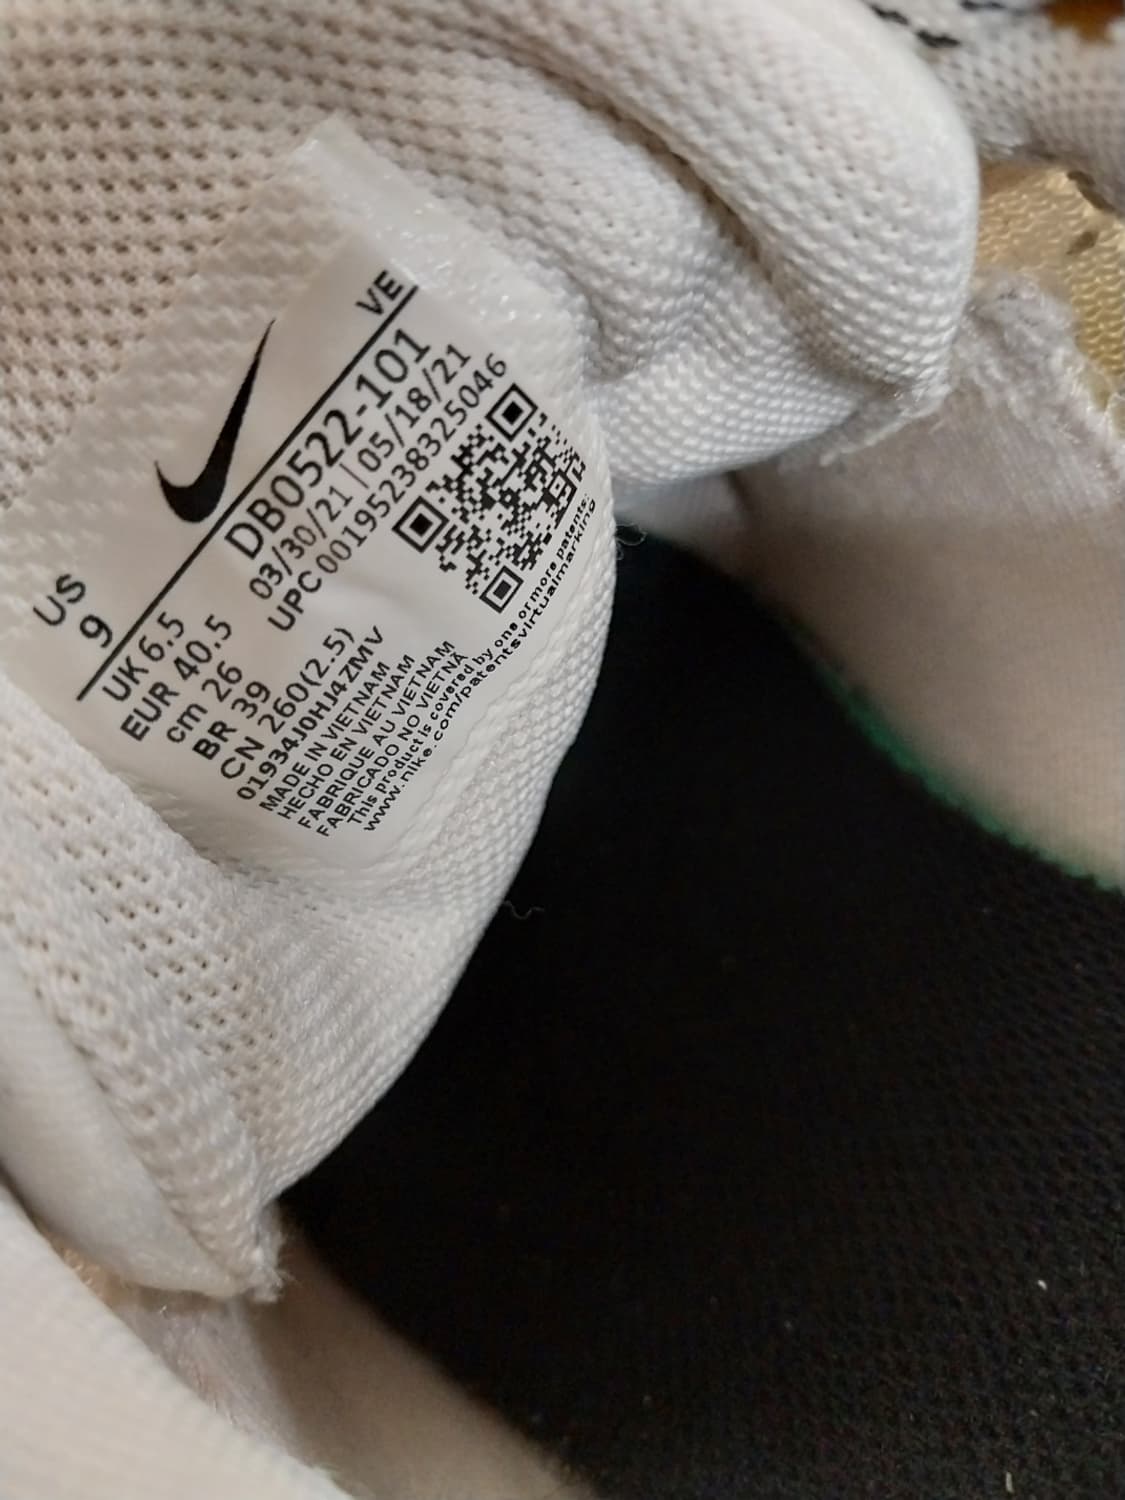 US
9
VE
UK 6.5
EUR 40.5
cm 26
BR 39
CN 260(2.5)
01934J0HJ4ZMV
DB0522-101
03/30/21 | 05/18/21
UPC 00195238325046
MADE IN VIETNAM
HECHO EN VIETNAM
FABRIQUE AU VIETNAM
FABRICADO NO VIETNÃ
This product is covered by one or more patents:
www.nike.com/patentsvirtualmarking